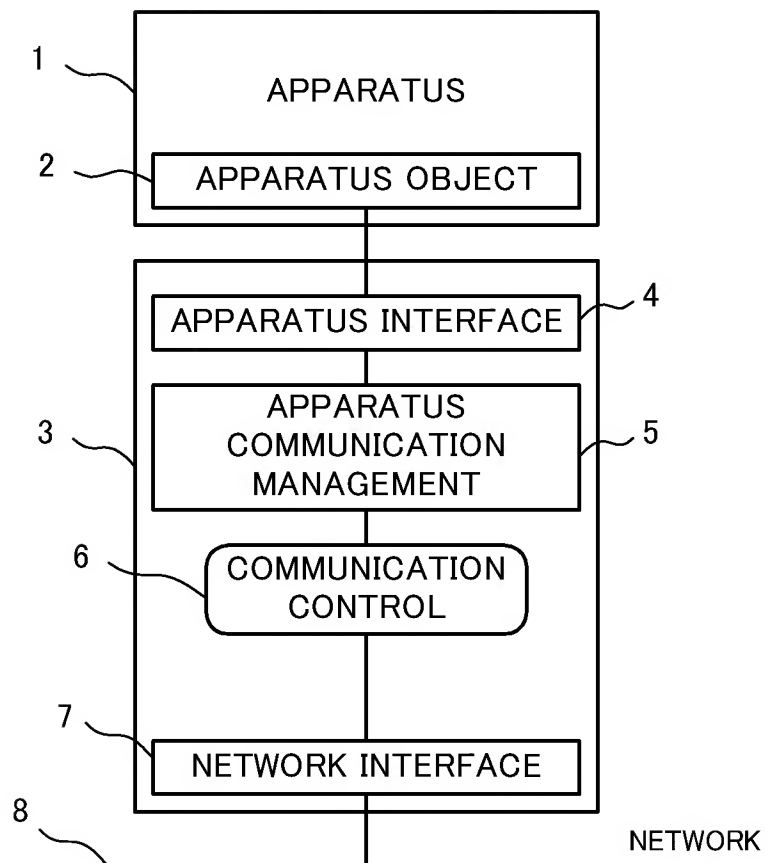 1
APPARATUS
2
APPARATUS OBJECT
4
APPARATUS INTERFACE
3
APPARATUS
COMMUNICATION
MANAGEMENT
5
6
COMMUNICATION
CONTROL
7
NETWORK INTERFACE
8
NETWORK